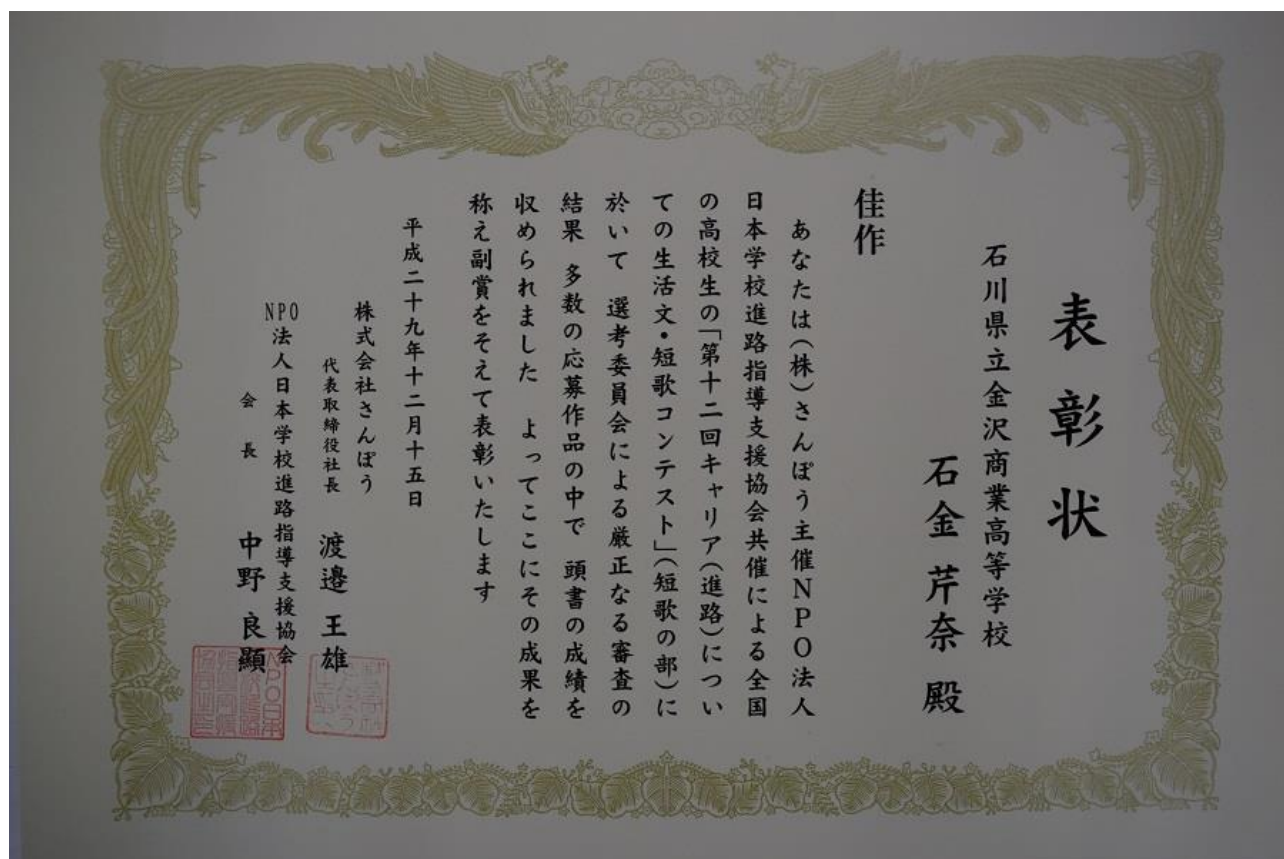 表彰状
石川県立金沢商業高等学校
石金 芹奈 殿
佳作
あなたは（株）さんぽう主催NPO法人
日本学校進路指導支援協会共催による全国
の高校生の「第十二回キャリア（進路）につい
ての生活文・短歌コンテスト」（短歌の部）に
於いて 選考委員会による厳正なる審査の
結果 多数の応募作品の中で 頭書の成績を
収められました よってここにその成果を
称え副賞をそえて表彰いたします
平成二十九年十二月十五日
株式会社さんぽう
代表取締役社長 渡邉 王雄
NPO法人日本学校進路指導支援協会
会長 中野 良顯